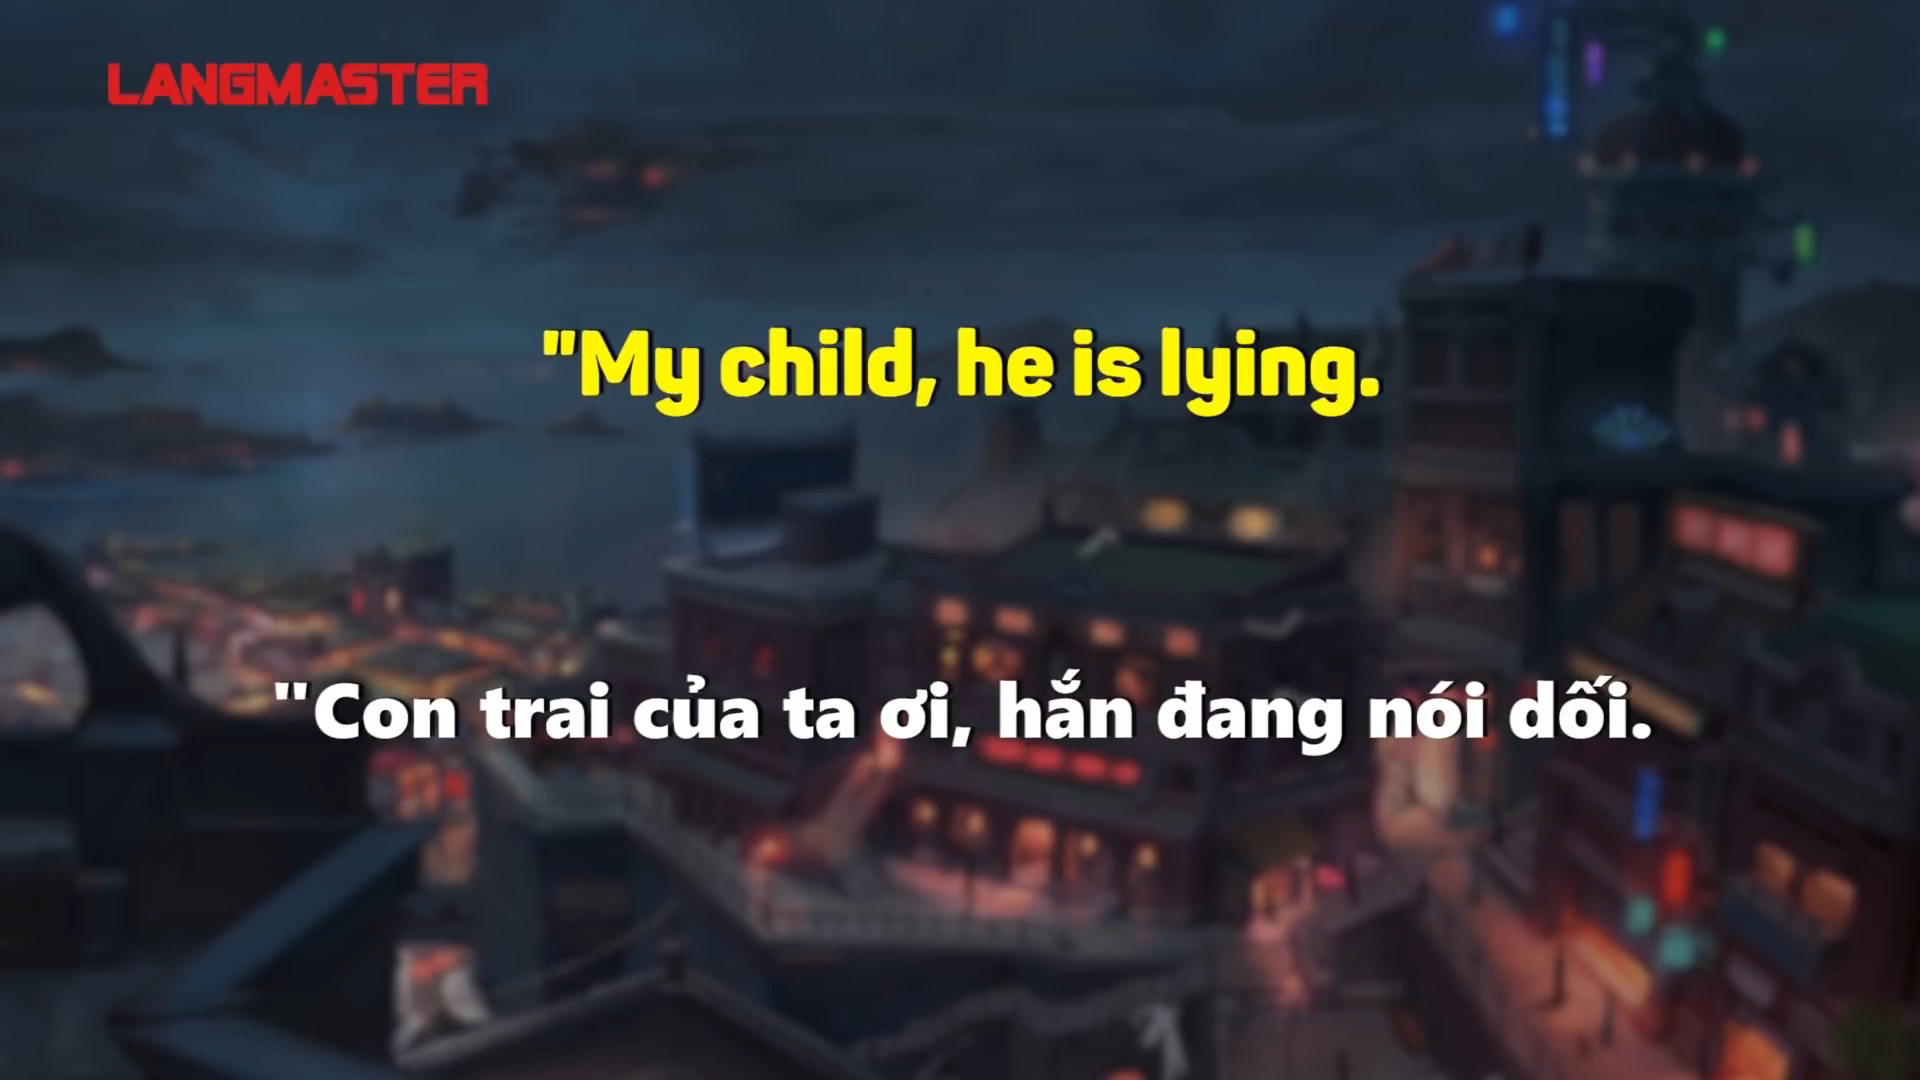 LANGMASTER
"My child, he is lying.
"Con trai của ta ơi, hắn đang nói dối.